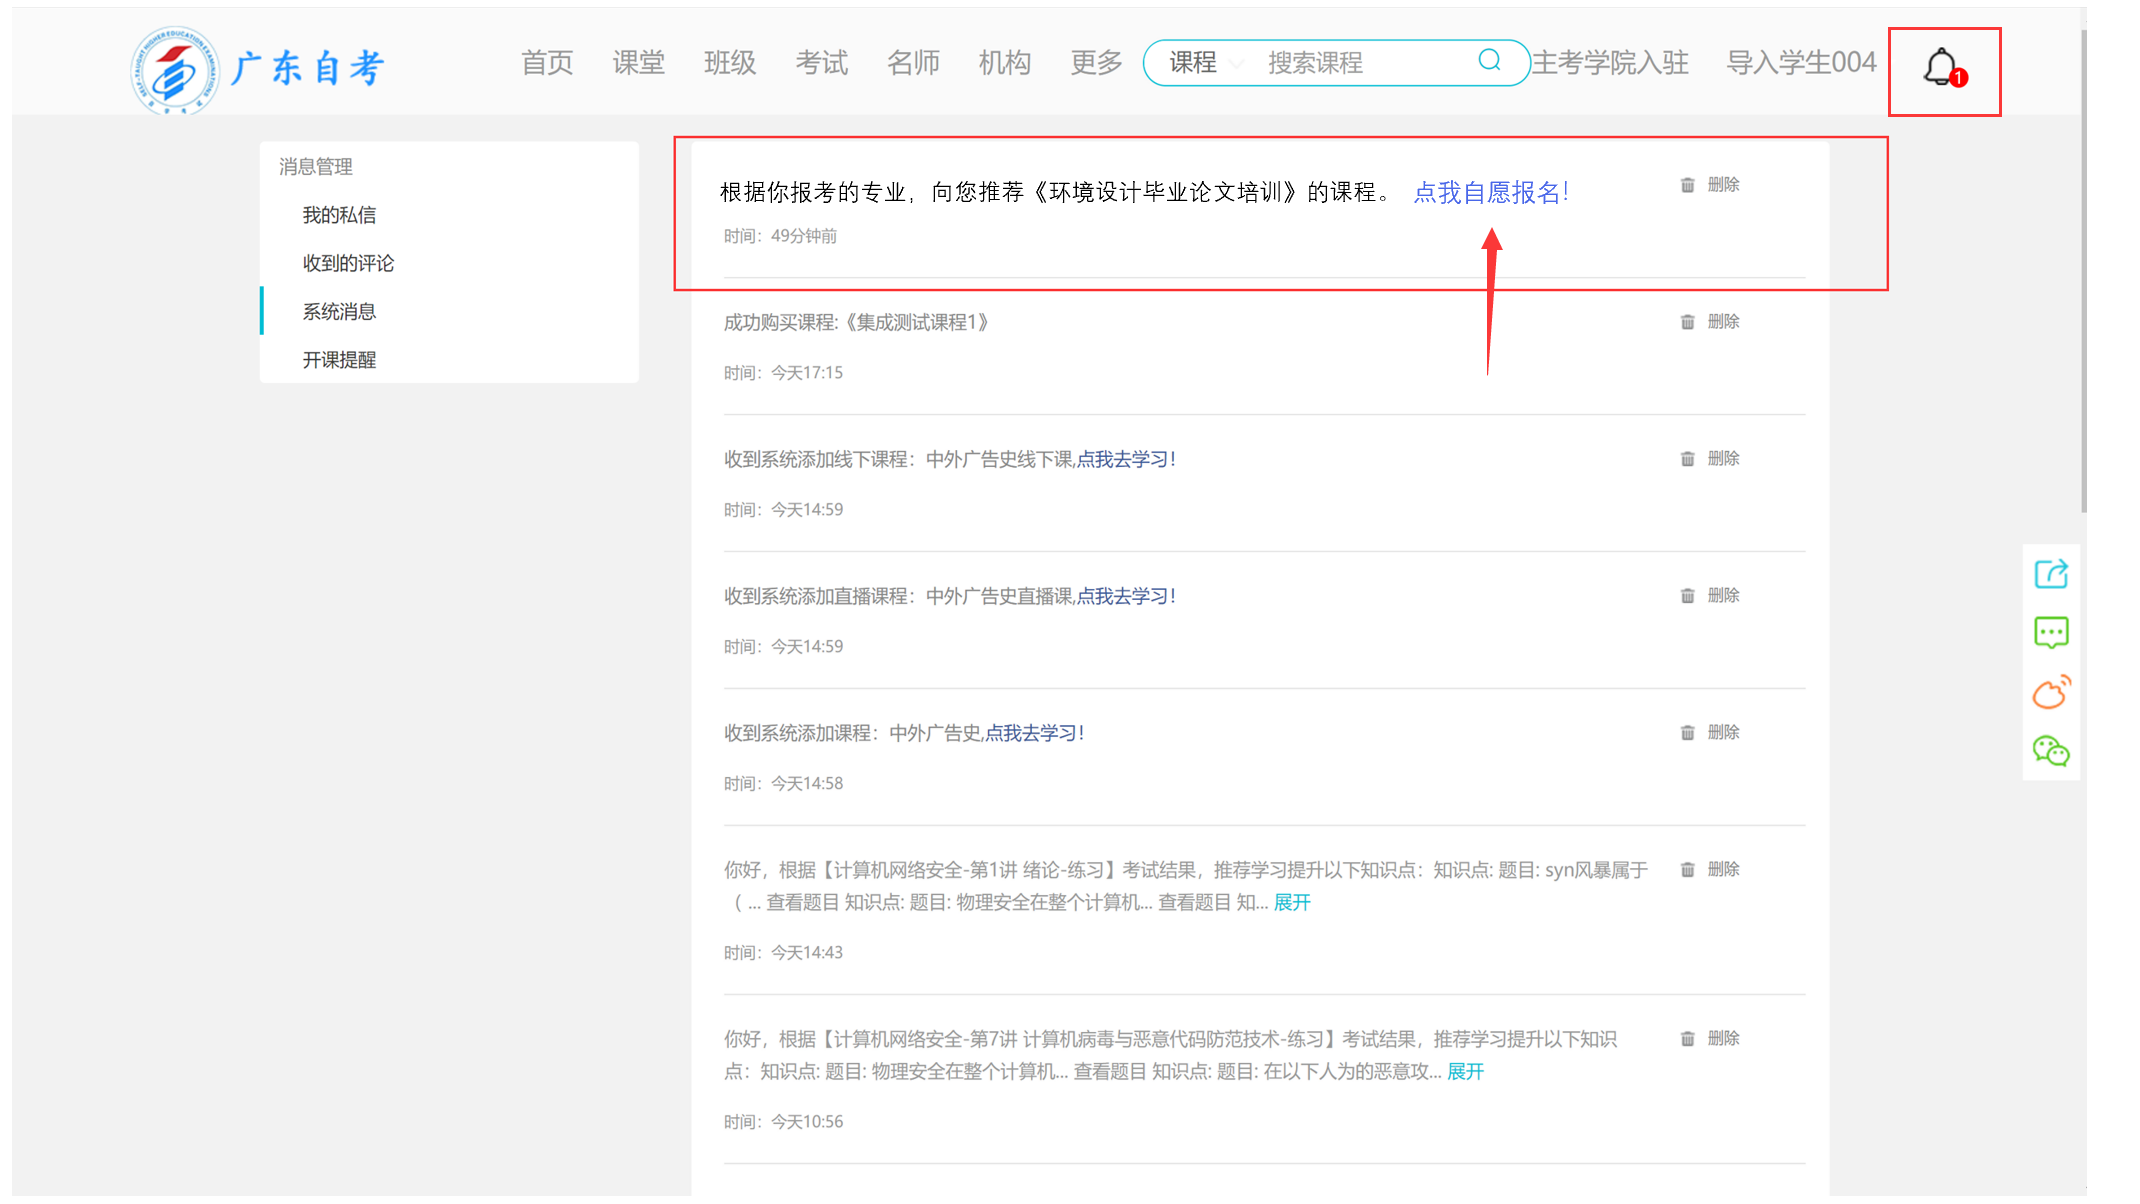 广东自考
首页 课堂 班级 考试 名师 机构 更多 课程 搜索课程 主考学院入驻 导入学生004 1
消息管理
我的私信
收到的评论
系统消息
开课提醒
根据你报考的专业，向您推荐《环境设计毕业论文培训》的课程。 点我自愿报名！ 删除
时间：49分钟前
成功购买课程:《集成测试课程1》 删除
时间：今天17:15
收到系统添加线下课程：中外广告史线下课,点我去学习！ 删除
时间：今天14:59
收到系统添加直播课程：中外广告史直播课,点我去学习！ 删除
时间：今天14:59
收到系统添加课程：中外广告史,点我去学习！ 删除
时间：今天14:58
你好，根据【计算机网络安全-第1讲 绪论-练习】考试结果，推荐学习提升以下知识点：知识点: 题目: syn风暴属于 删除
（ ... 查看题目 知识点: 题目: 物理安全在整个计算机... 查看题目 知... 展开
时间：今天14:43
你好，根据【计算机网络安全-第7讲 计算机病毒与恶意代码防范技术-练习】考试结果，推荐学习提升以下知识 删除
点：知识点: 题目: 物理安全在整个计算机... 查看题目 知识点: 题目: 在以下人为的恶意攻... 展开
时间：今天10:56